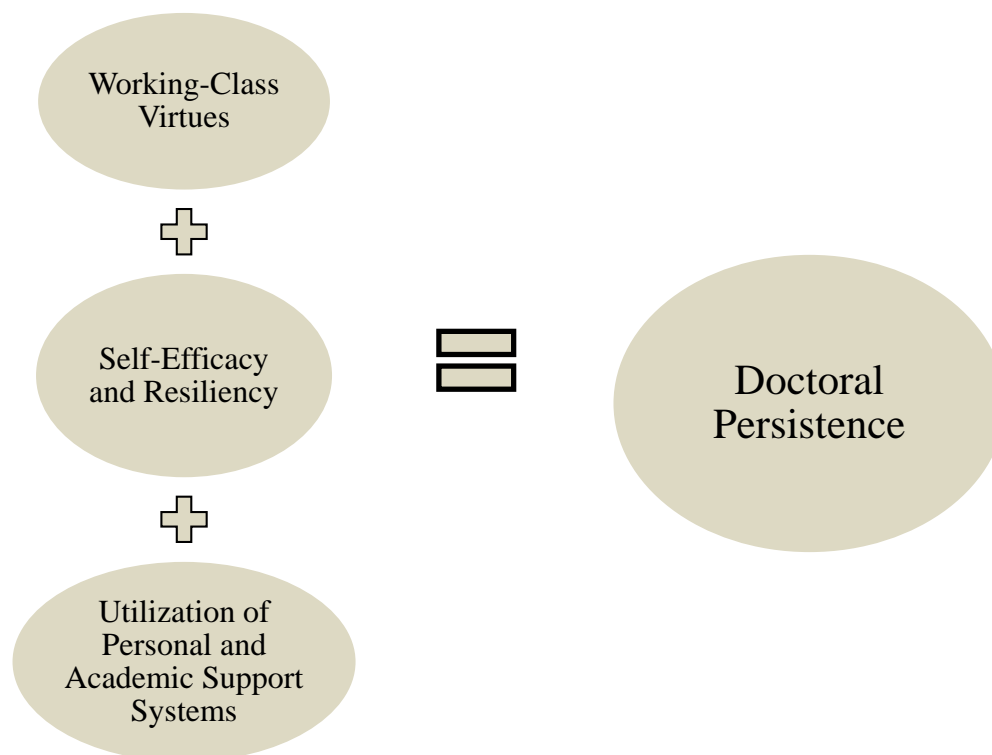 Working-Class
Virtues
Self-Efficacy
and Resiliency
Utilization of
Personal and
Academic Support
Systems
Doctoral
Persistence